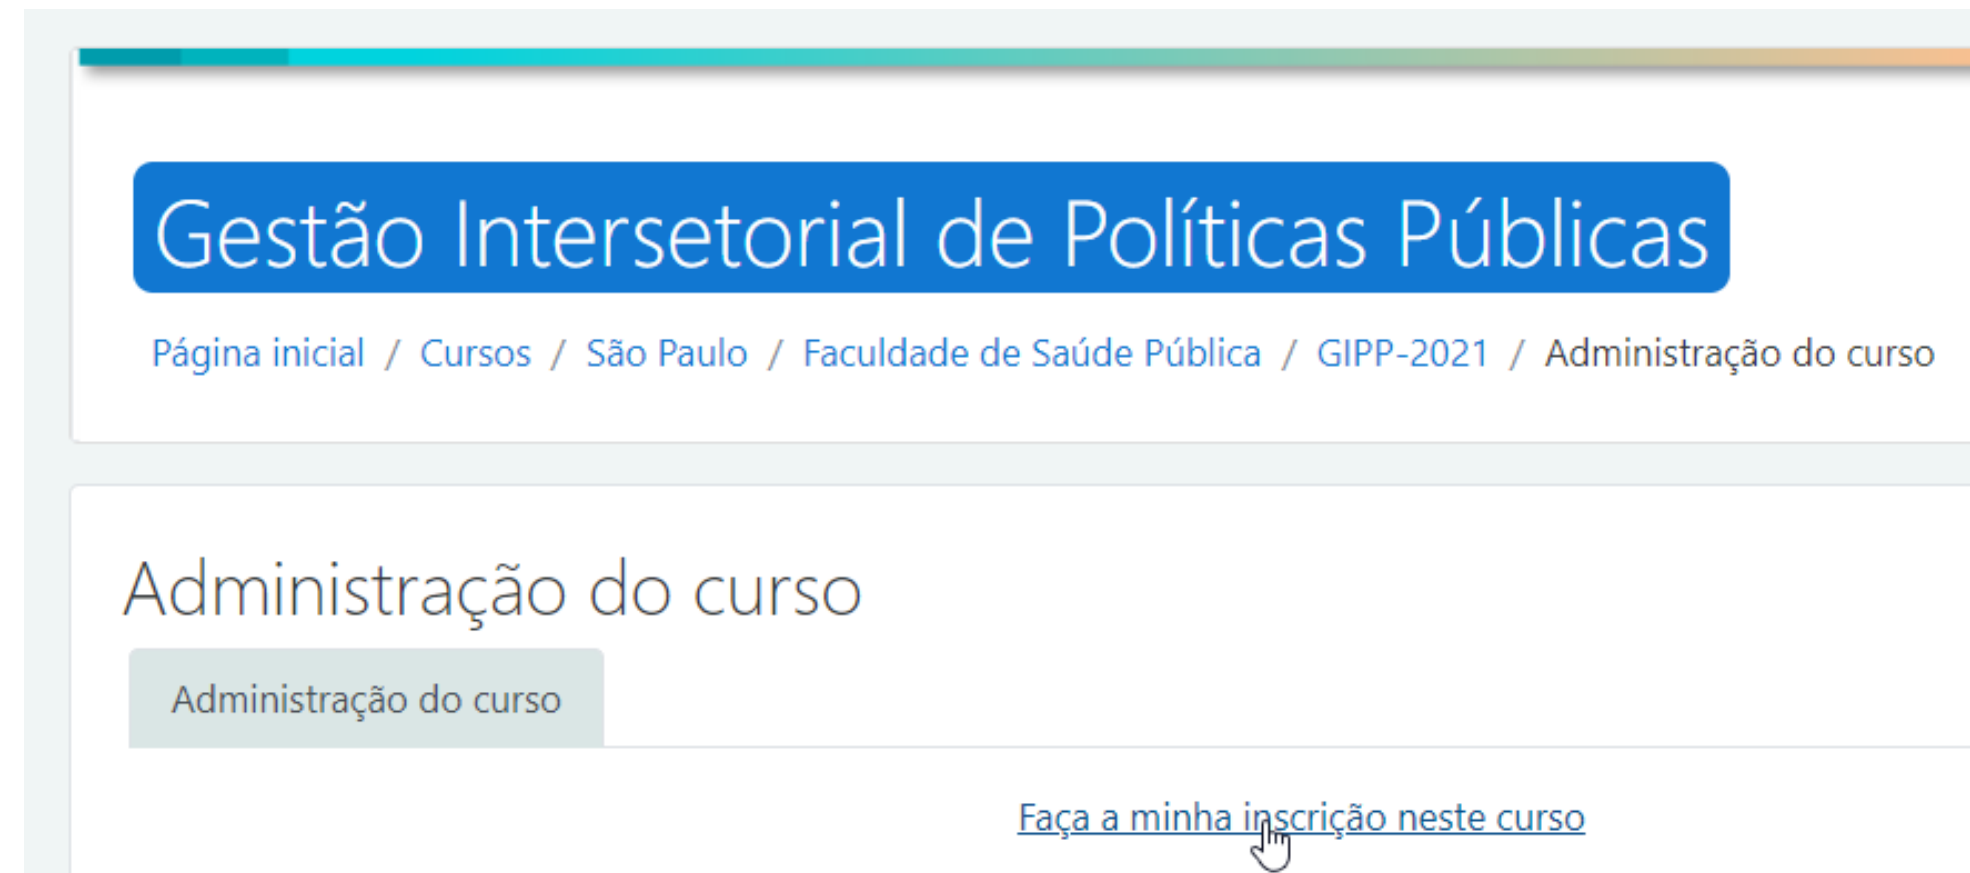 Gestão Intersetorial de Políticas Públicas
Página inicial / Cursos / São Paulo / Faculdade de Saúde Pública / GIPP-2021 / Administração do curso
Administração do curso
Administração do curso
Faça a minha inscrição neste curso